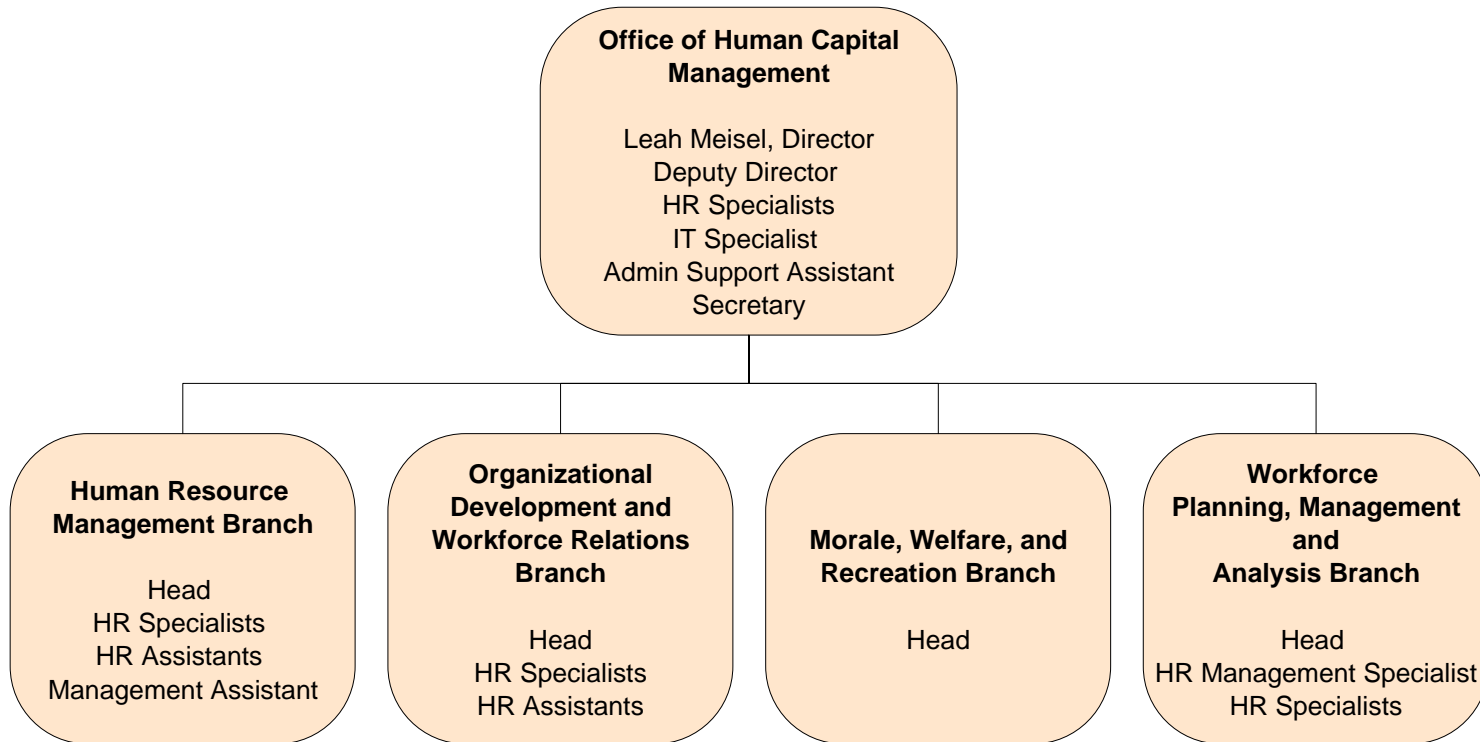 Office of Human Capital
Management
Leah Meisel, Director
Deputy Director
HR Specialists
IT Specialist
Admin Support Assistant
Secretary
Human Resource
Management Branch
Head
HR Specialists
HR Assistants
Management Assistant
Organizational
Development and
Workforce Relations
Branch
Head
HR Specialists
HR Assistants
Morale, Welfare, and
Recreation Branch
Head
Workforce
Planning, Management
and
Analysis Branch
Head
HR Management Specialist
HR Specialists